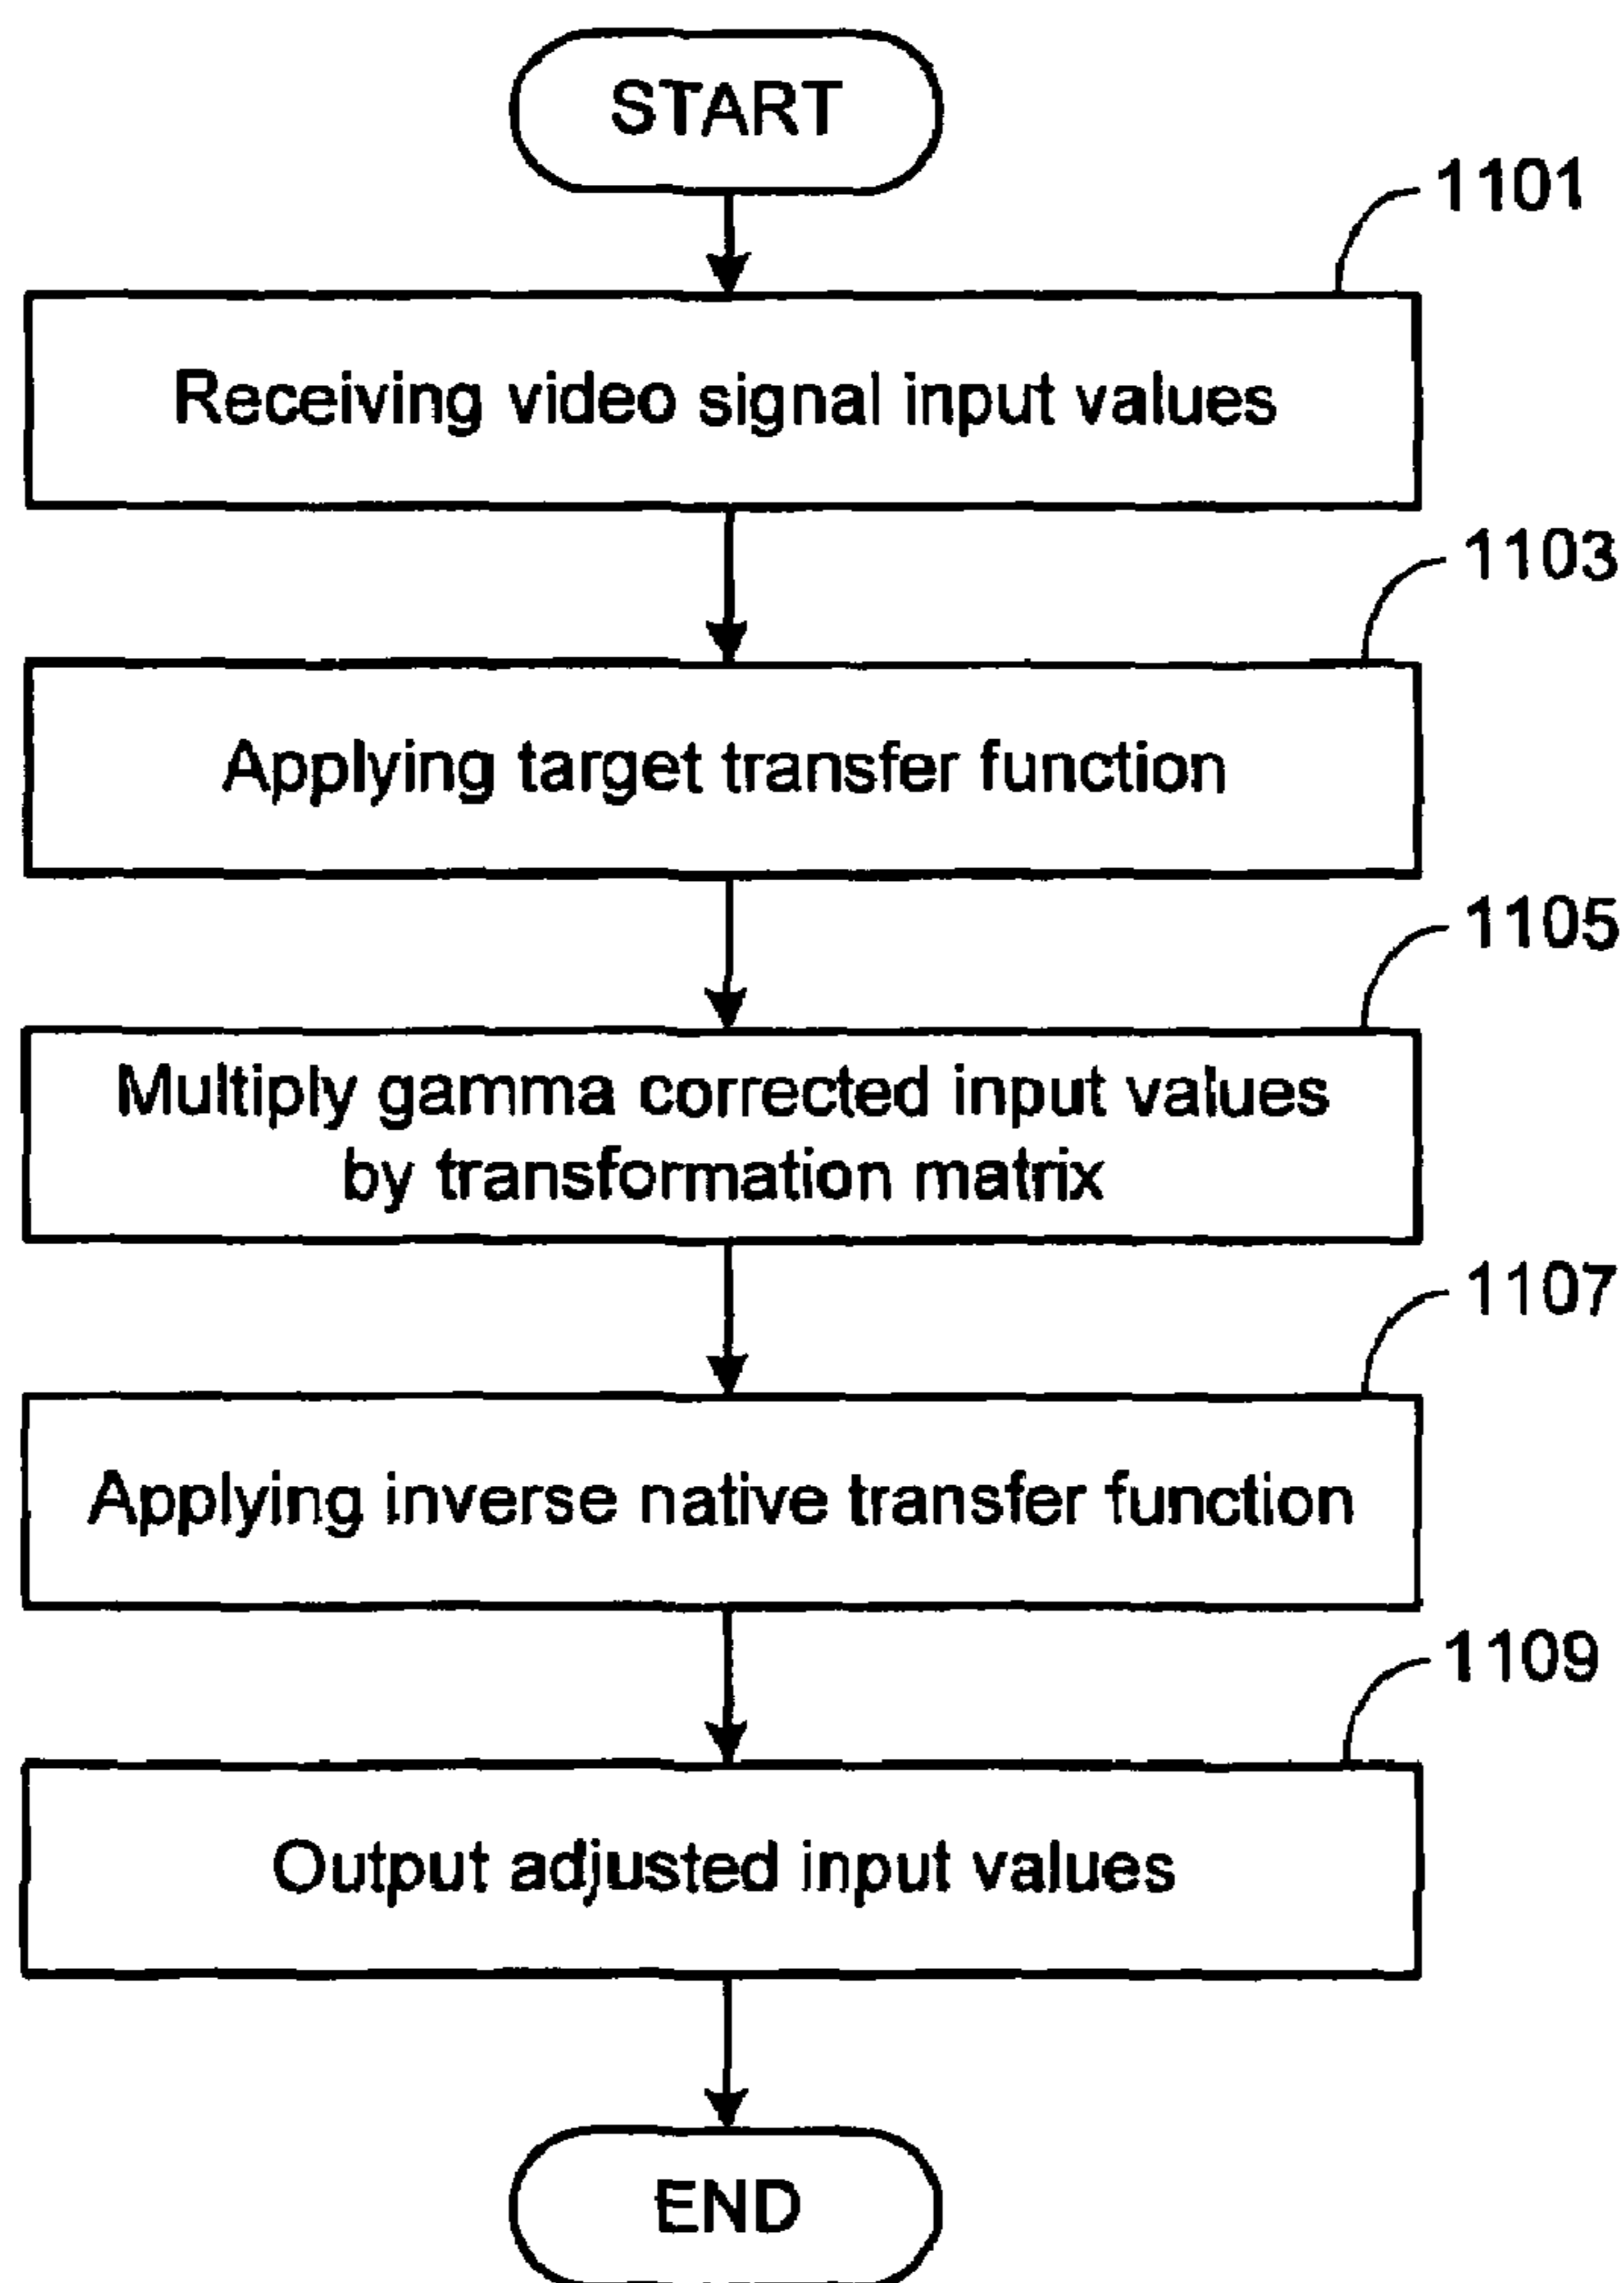 START
1101
Receiving video signal input values
1103
Applying target transfer function
1105
Multiply gamma corrected input values
by transformation matrix
1107
Applying inverse native transfer function
1109
Output adjusted input values
END